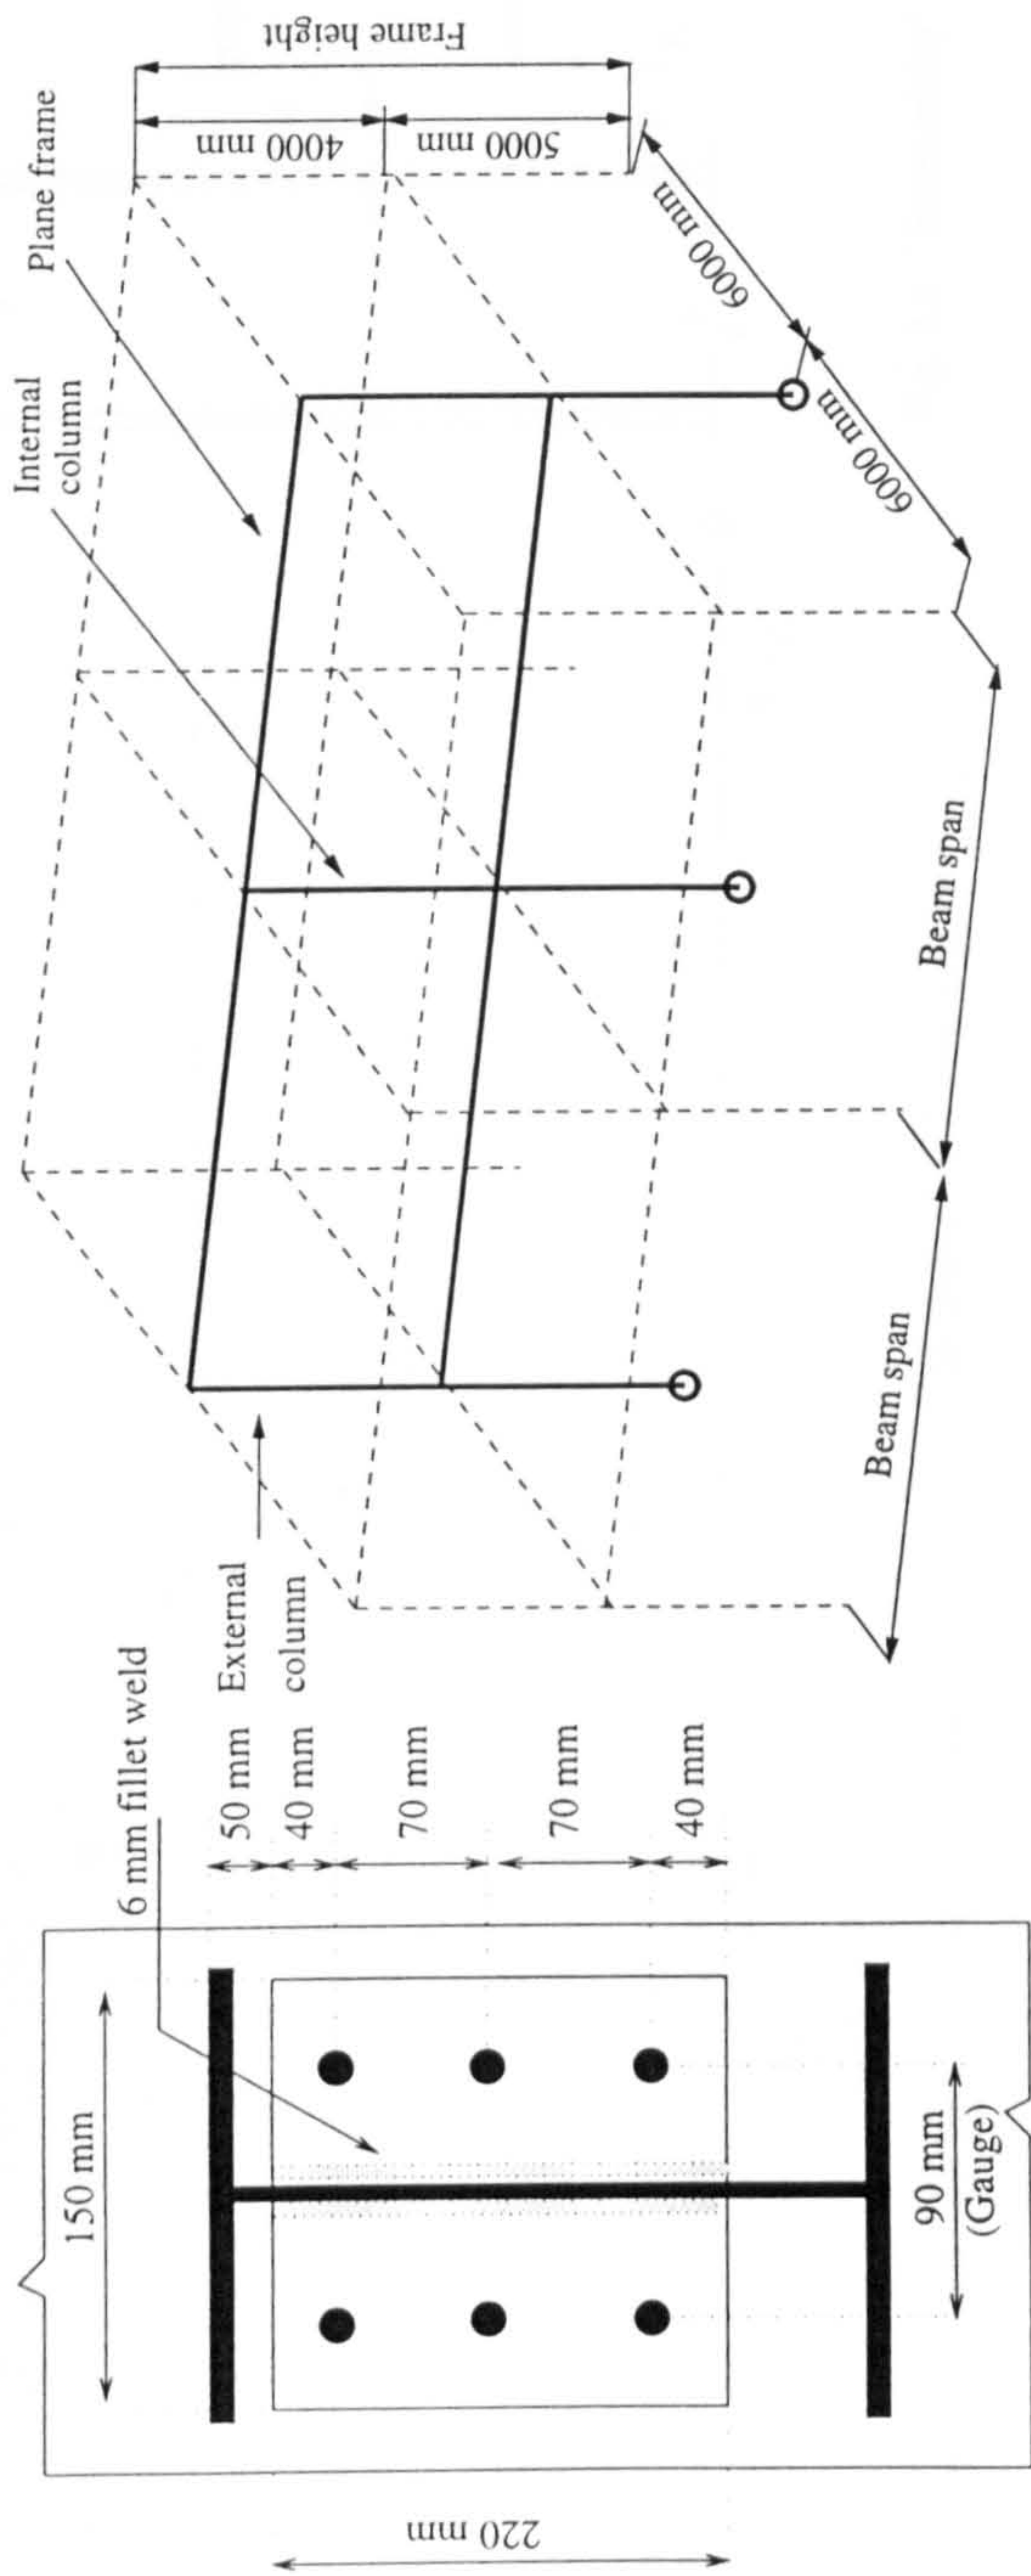 220 mm
150 mm
6 mm fillet weld
50 mm
40 mm
70 mm
70 mm
40 mm
90 mm
(Gauge)
External
column
Internal
column
Plane frame
Frame height
4000 mm
5000 mm
6000 mm
6000 mm
Beam span
Beam span